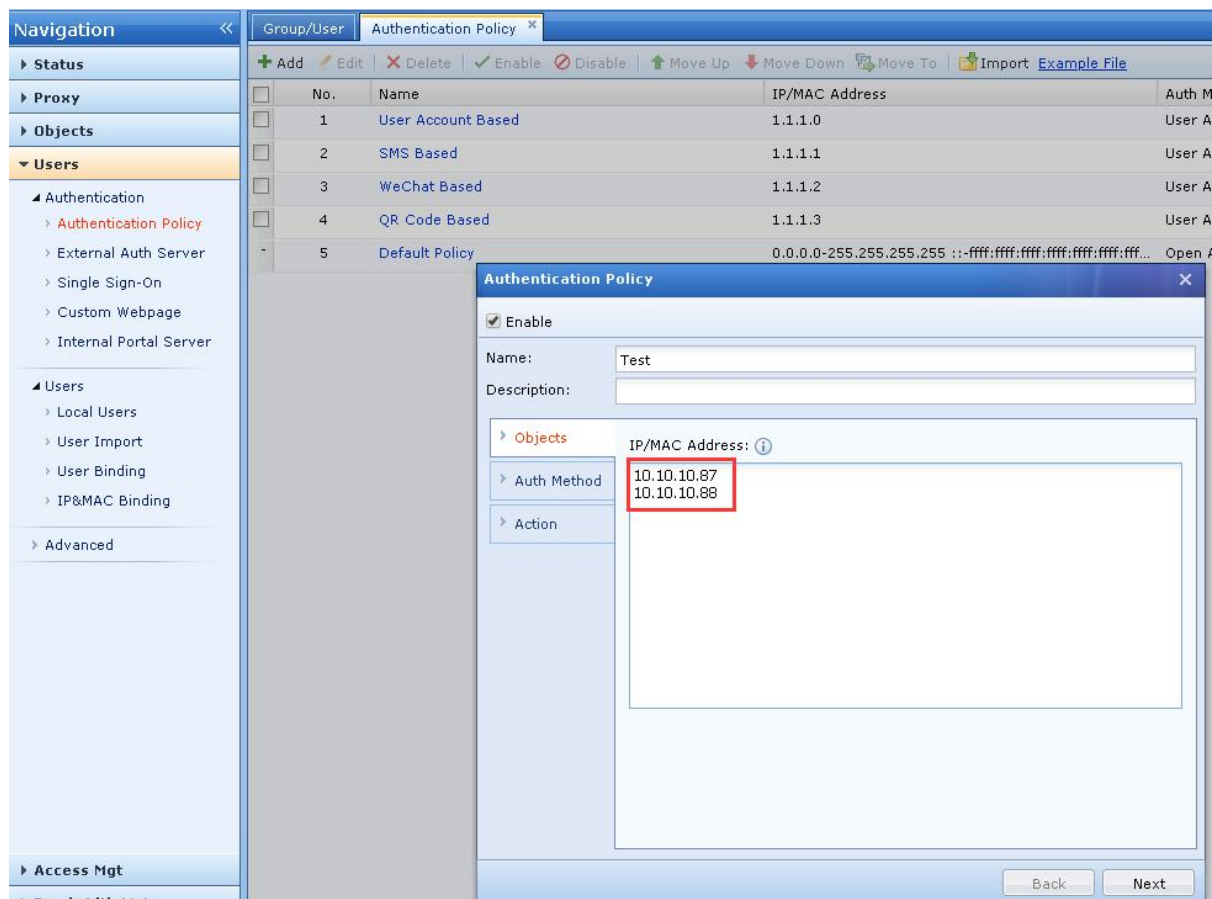 Navigation «
Status
Proxy
Objects
Users
Authentication
Authentication Policy
External Auth Server
Single Sign-On
Custom Webpage
Internal Portal Server
Users
Local Users
User Import
User Binding
IP&MAC Binding
Advanced
Access Mgt
Group/User Authentication Policy ×
Add Edit Delete Enable Disable Move Up Move Down Move To Import Example File
No. Name IP/MAC Address Auth M
1 User Account Based 1.1.1.0 User A
2 SMS Based 1.1.1.1 User A
3 WeChat Based 1.1.1.2 User A
4 QR Code Based 1.1.1.3 User A
- 5 Default Policy 0.0.0.0-255.255.255.255 ::-ffff:ffff:ffff:ffff:ffff:ffff:fff... Open A
Authentication Policy ×
Enable
Name: Test
Description:
Objects
Auth Method
Action
IP/MAC Address:
10.10.10.87
10.10.10.88
Back Next